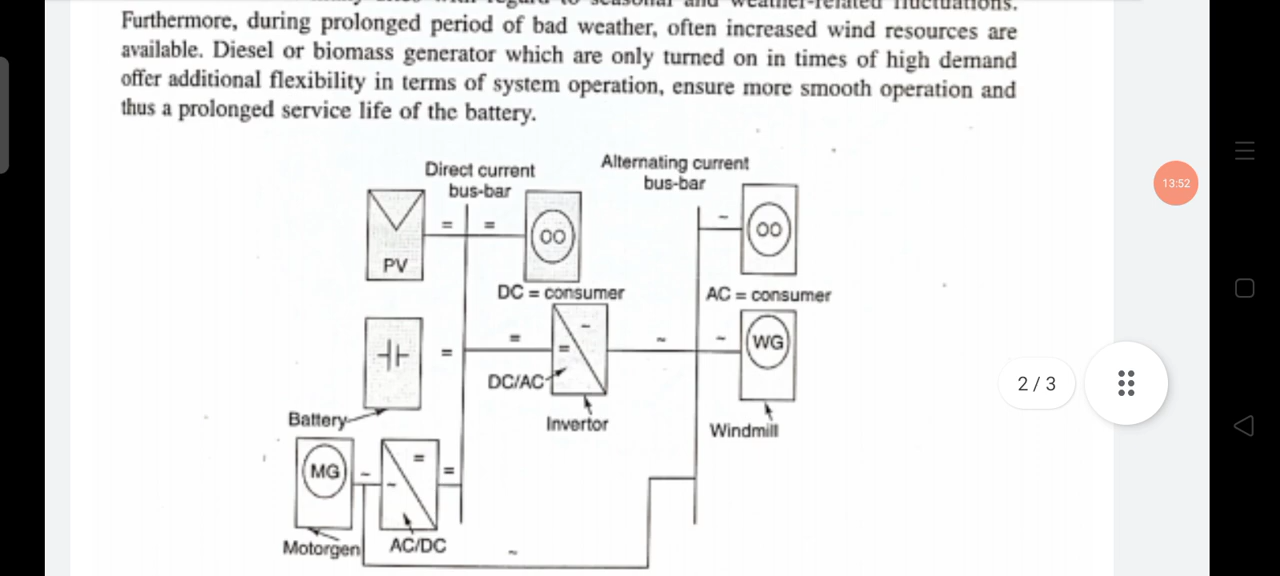 Furthermore, during prolonged period of bad weather, often increased wind resources are
available. Diesel or biomass generator which are only turned on in times of high demand
offer additional flexibility in terms of system operation, ensure more smooth operation and
thus a prolonged service life of the battery.
Direct current
bus-bar
Alternating current
bus-bar
PV
=
=
OO
~
OO
DC = consumer
AC = consumer
=
=
~
=
DC/AC
Invertor
~
~
WG
Windmill
Battery
MG
~
=
~
=
Motorgen
AC/DC
~
13:52
2 / 3